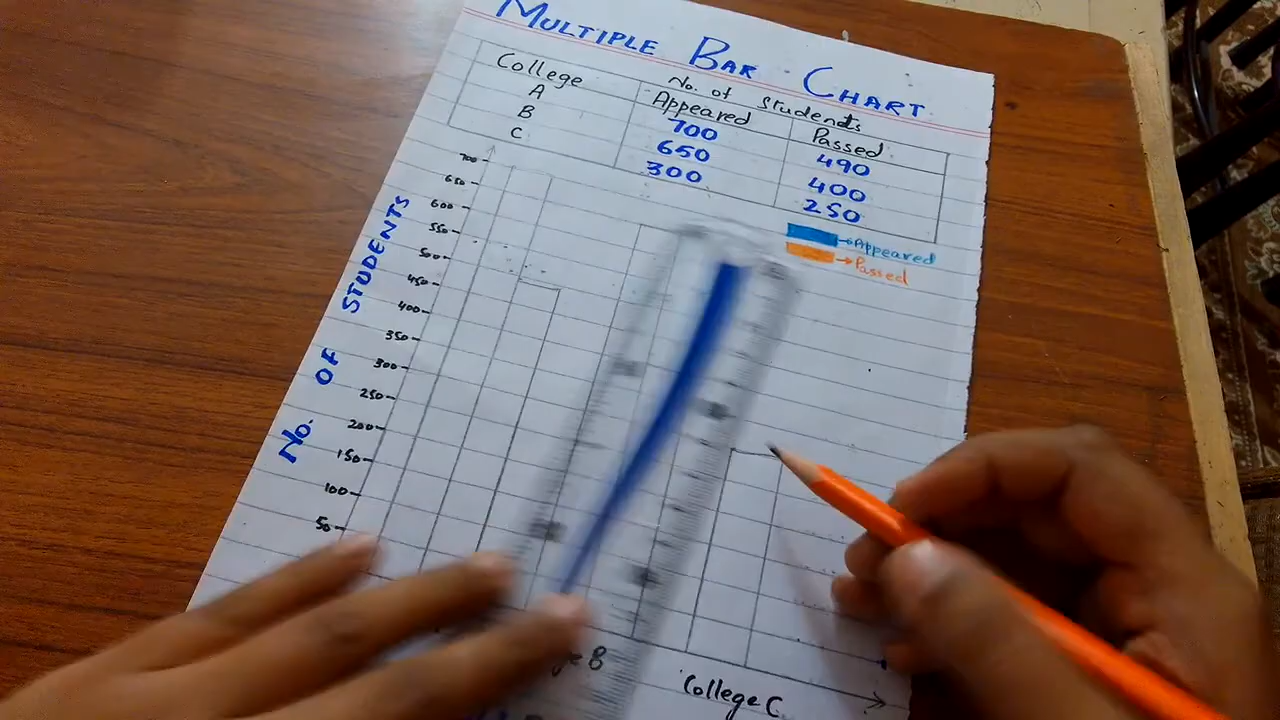 MULTIPLE BAR CHART
College No. of Students
Appeared Passed
A 700 490
B 650 400
C 300 250
Appeared
Passed
700
650
600
550
500
450
400
350
300
250
200
150
100
50
No. OF STUDENTS
B
College C